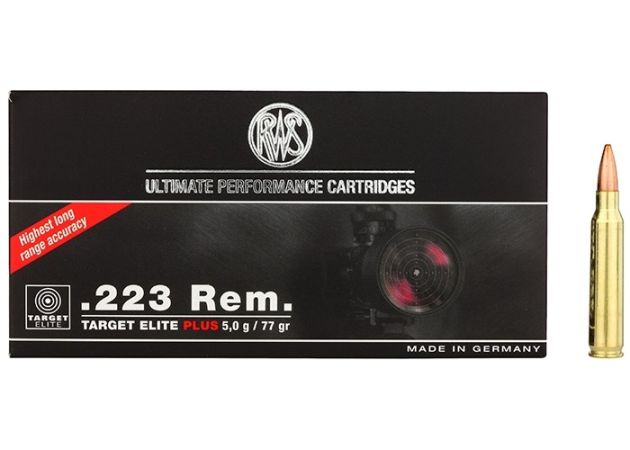 RWS
ULTIMATE PERFORMANCE CARTRIDGES
Highest long
range accuracy
.223 Rem.
TARGET
ELITE
TARGET ELITE PLUS 5,0 g / 77 gr
MADE IN GERMANY